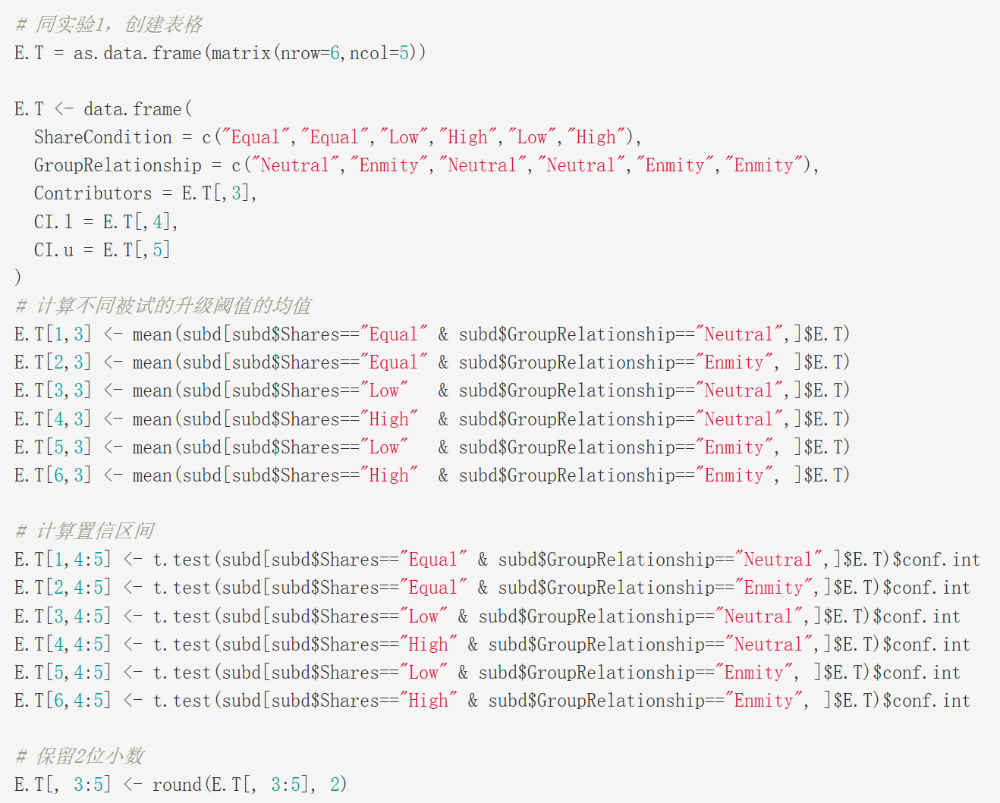 # 同实验1，创建表格
E.T = as.data.frame(matrix(nrow=6,ncol=5))
E.T <- data.frame(
ShareCondition = c("Equal","Equal","Low","High","Low","High"),
GroupRelationship = c("Neutral","Enmity","Neutral","Neutral","Enmity","Enmity"),
Contributors = E.T[,3],
CI.l = E.T[,4],
CI.u = E.T[,5]
)
# 计算不同被试的升级阈值的均值
E.T[1,3] <- mean(subd[subd$Shares=="Equal" & subd$GroupRelationship=="Neutral",]$E.T)
E.T[2,3] <- mean(subd[subd$Shares=="Equal" & subd$GroupRelationship=="Enmity", ]$E.T)
E.T[3,3] <- mean(subd[subd$Shares=="Low"   & subd$GroupRelationship=="Neutral",]$E.T)
E.T[4,3] <- mean(subd[subd$Shares=="High"  & subd$GroupRelationship=="Neutral",]$E.T)
E.T[5,3] <- mean(subd[subd$Shares=="Low"   & subd$GroupRelationship=="Enmity", ]$E.T)
E.T[6,3] <- mean(subd[subd$Shares=="High"  & subd$GroupRelationship=="Enmity", ]$E.T)
# 计算置信区间
E.T[1,4:5] <- t.test(subd[subd$Shares=="Equal" & subd$GroupRelationship=="Neutral",]$E.T)$conf.int
E.T[2,4:5] <- t.test(subd[subd$Shares=="Equal" & subd$GroupRelationship=="Enmity",]$E.T)$conf.int
E.T[3,4:5] <- t.test(subd[subd$Shares=="Low" & subd$GroupRelationship=="Neutral",]$E.T)$conf.int
E.T[4,4:5] <- t.test(subd[subd$Shares=="High" & subd$GroupRelationship=="Neutral",]$E.T)$conf.int
E.T[5,4:5] <- t.test(subd[subd$Shares=="Low" & subd$GroupRelationship=="Enmity", ]$E.T)$conf.int
E.T[6,4:5] <- t.test(subd[subd$Shares=="High" & subd$GroupRelationship=="Enmity", ]$E.T)$conf.int
# 保留2位小数
E.T[, 3:5] <- round(E.T[, 3:5], 2)